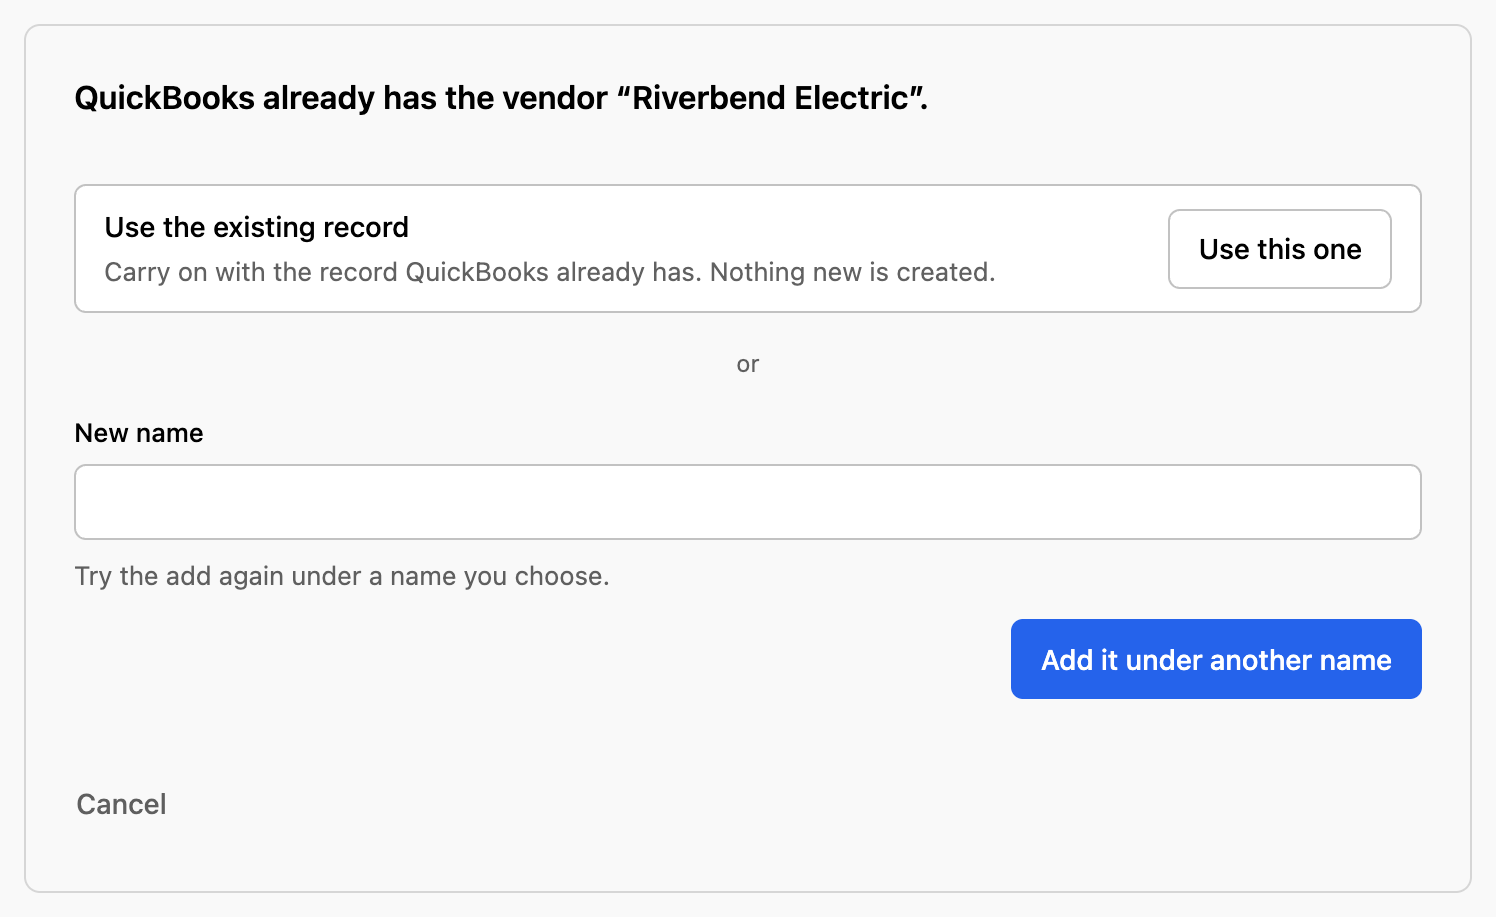 QuickBooks already has the vendor “Riverbend Electric”.
Use the existing record
Carry on with the record QuickBooks already has. Nothing new is created.
Use this one
or
New name
Try the add again under a name you choose.
Add it under another name
Cancel